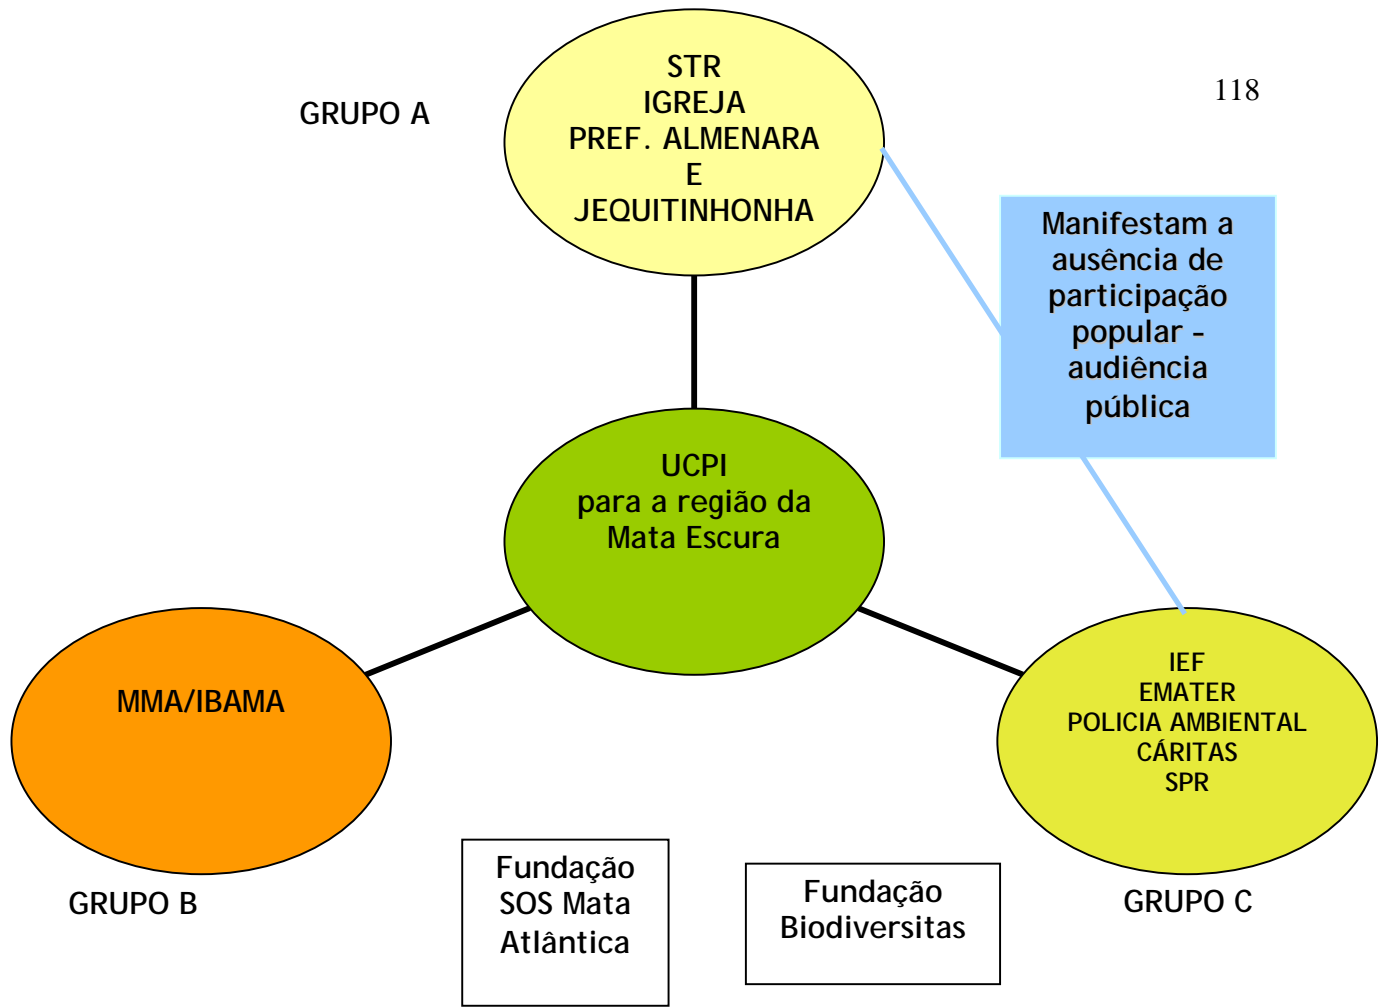 118
GRUPO A
STR
IGREJA
PREF. ALMENARA
E
JEQUITINHONHA
Manifestam a
ausência de
participação
popular -
audiência
pública
UCPI
para a região da
Mata Escura
MMA/IBAMA
GRUPO B
IEF
EMATER
POLICIA AMBIENTAL
CÁRITAS
SPR
GRUPO C
Fundação
SOS Mata
Atlântica
Fundação
Biodiversitas